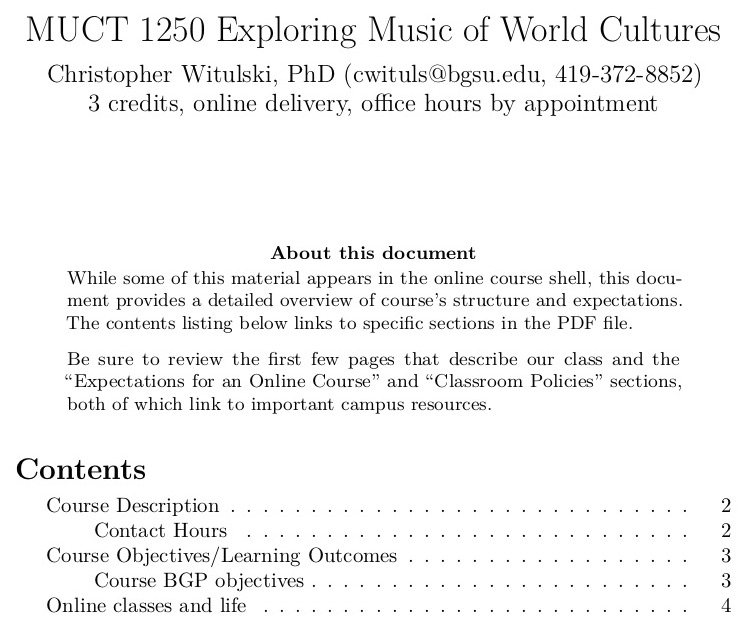 MUCT 1250 Exploring Music of World Cultures
Christopher Witulski, PhD (cwituls@bgsu.edu, 419-372-8852)
3 credits, online delivery, office hours by appointment
About this document
While some of this material appears in the online course shell, this docu-
ment provides a detailed overview of course's structure and expectations.
The contents listing below links to specific sections in the PDF file.
Be sure to review the first few pages that describe our class and the
“Expectations for an Online Course” and “Classroom Policies” sections,
both of which link to important campus resources.
Contents
Course Description . . . . . . . . . . . . . . . . . . . . . . . . . . . . . 2
Contact Hours . . . . . . . . . . . . . . . . . . . . . . . . . . . . 2
Course Objectives/Learning Outcomes . . . . . . . . . . . . . . . . . . 3
Course BGP objectives . . . . . . . . . . . . . . . . . . . . . . . . 3
Online classes and life . . . . . . . . . . . . . . . . . . . . . . . . . . . 4